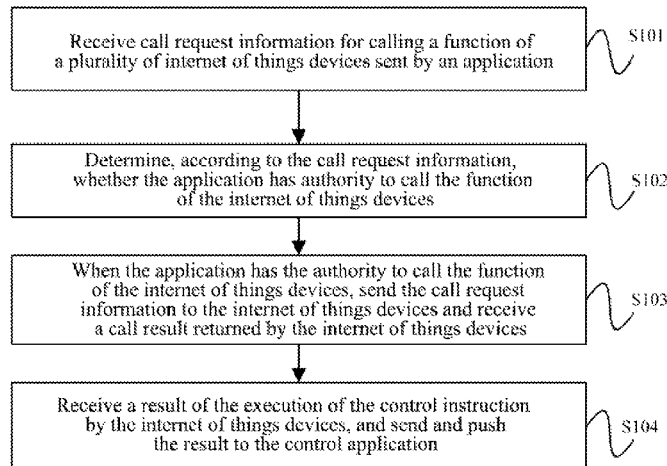 Receive call request information for calling a function of
a plurality of internet of things devices sent by an application
S101
Determine, according to the call request information,
whether the application has authority to call the function
of the internet of things devices
S102
When the application has the authority to call the function
of the internet of things devices, send the call request
information to the internet of things devices and receive
a call result returned by the internet of things devices
S103
Receive a result of the execution of the control instruction
by the internet of things devices, and send and push
the result to the control application
S104